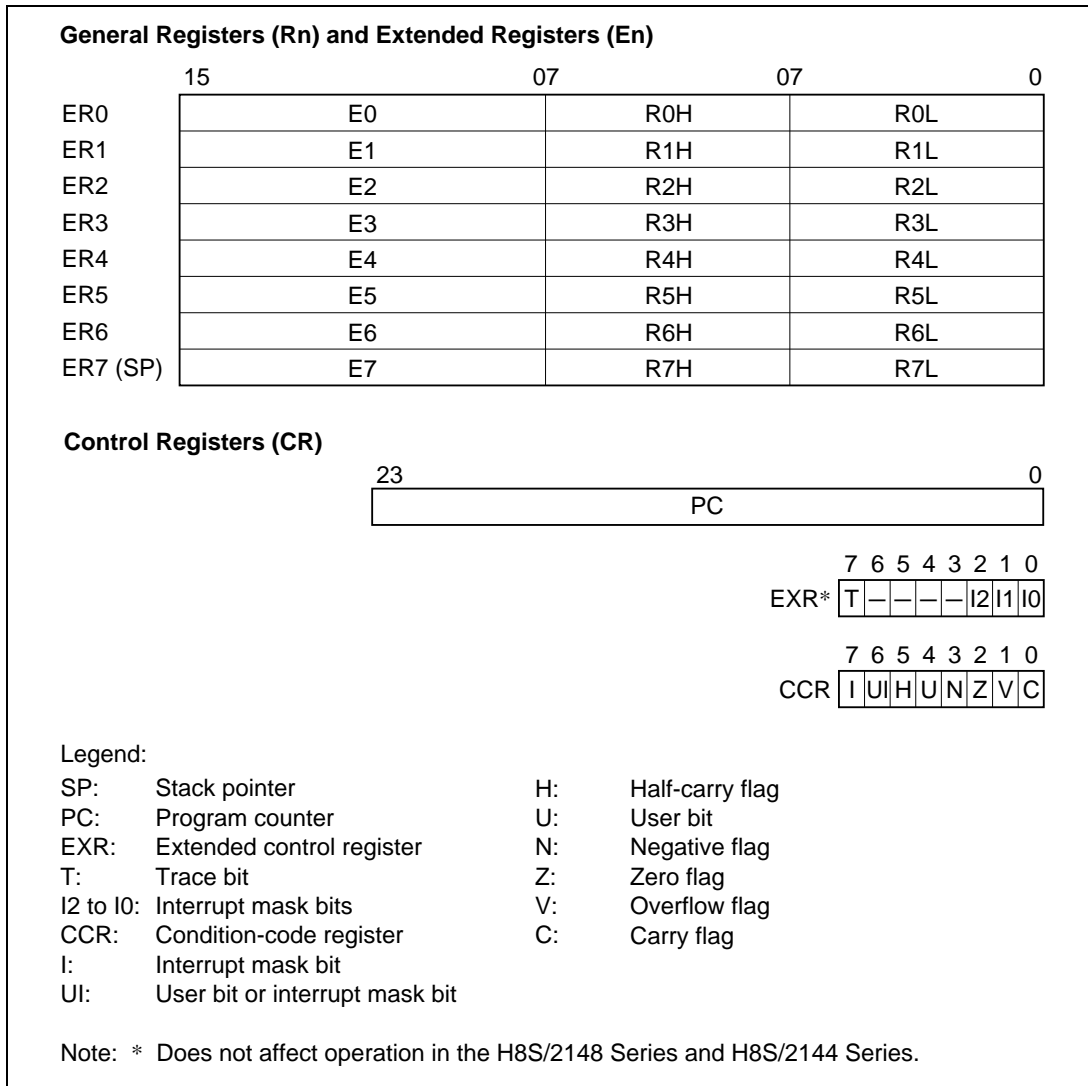 General Registers (Rn) and Extended Registers (En)
15 07 07 0
ER0 E0 R0H R0L
ER1 E1 R1H R1L
ER2 E2 R2H R2L
ER3 E3 R3H R3L
ER4 E4 R4H R4L
ER5 E5 R5H R5L
ER6 E6 R6H R6L
ER7 (SP) E7 R7H R7L
Control Registers (CR)
23 0
PC
7 6 5 4 3 2 1 0
EXR* T — — — — I2 I1 I0
7 6 5 4 3 2 1 0
CCR I UI H U N Z V C
Legend:
SP: Stack pointer H: Half-carry flag
PC: Program counter U: User bit
EXR: Extended control register N: Negative flag
T: Trace bit Z: Zero flag
I2 to I0: Interrupt mask bits V: Overflow flag
CCR: Condition-code register C: Carry flag
I: Interrupt mask bit
UI: User bit or interrupt mask bit
Note: * Does not affect operation in the H8S/2148 Series and H8S/2144 Series.